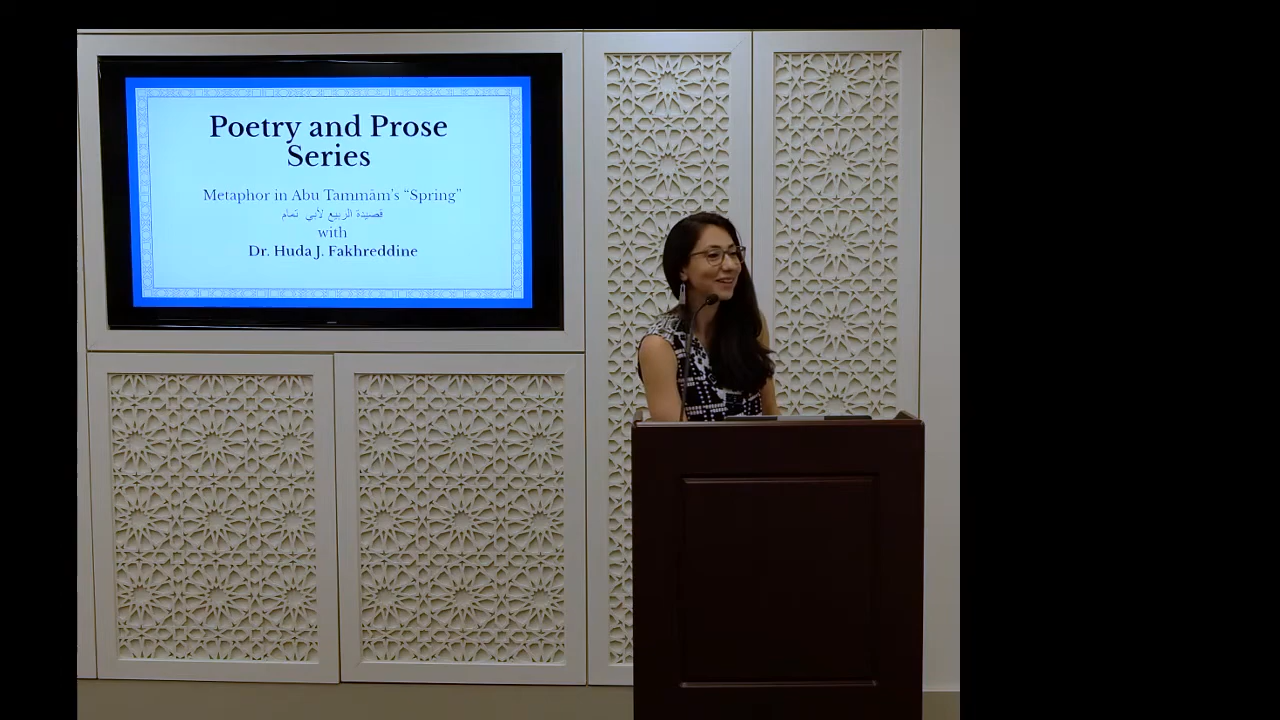 Poetry and Prose
Series
Metaphor in Abu Tammām's “Spring”
قصيدة الربيع لأبي تمام
with
Dr. Huda J. Fakhreddine